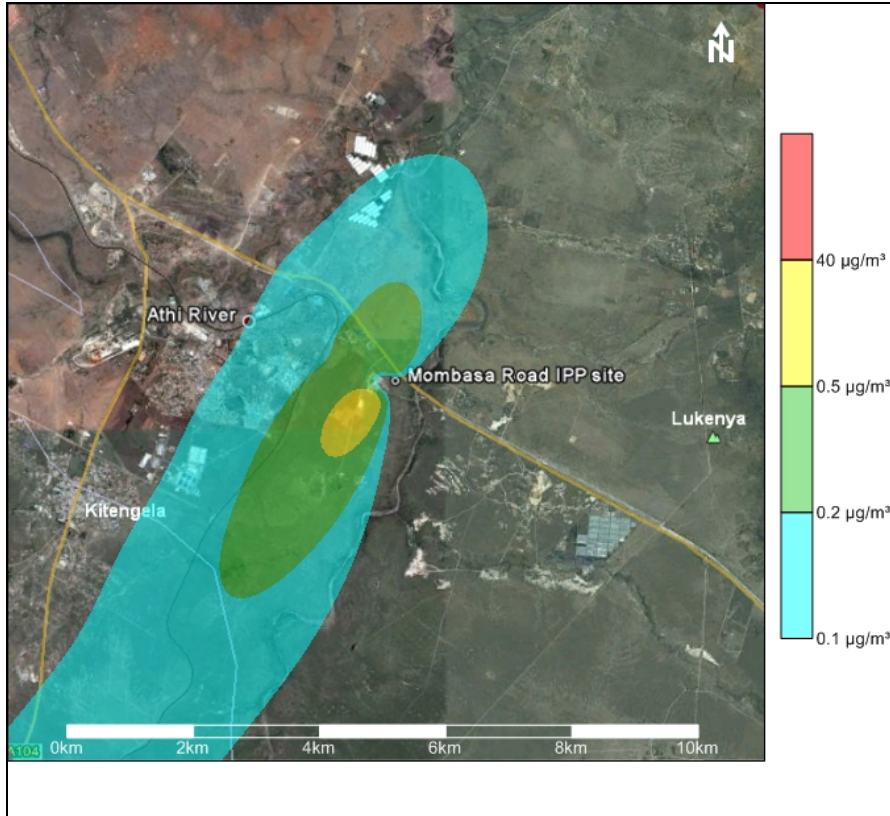 N
40 µg/m³
Athi River
Mombasa Road IPP site
0.5 µg/m³
Lukenya
Kitengela
0.2 µg/m³
0.1 µg/m³
A104
0km
2km
4km
6km
8km
10km